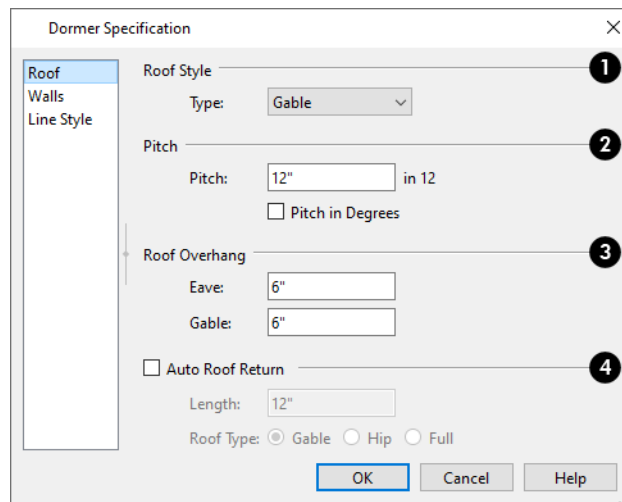 Dormer Specification
Roof
Walls
Line Style
Roof Style 1
Type: Gable
Pitch 2
Pitch: 12" in 12
Pitch in Degrees
Roof Overhang 3
Eave: 6"
Gable: 6"
Auto Roof Return 4
Length: 12"
Roof Type: Gable Hip Full
OK Cancel Help